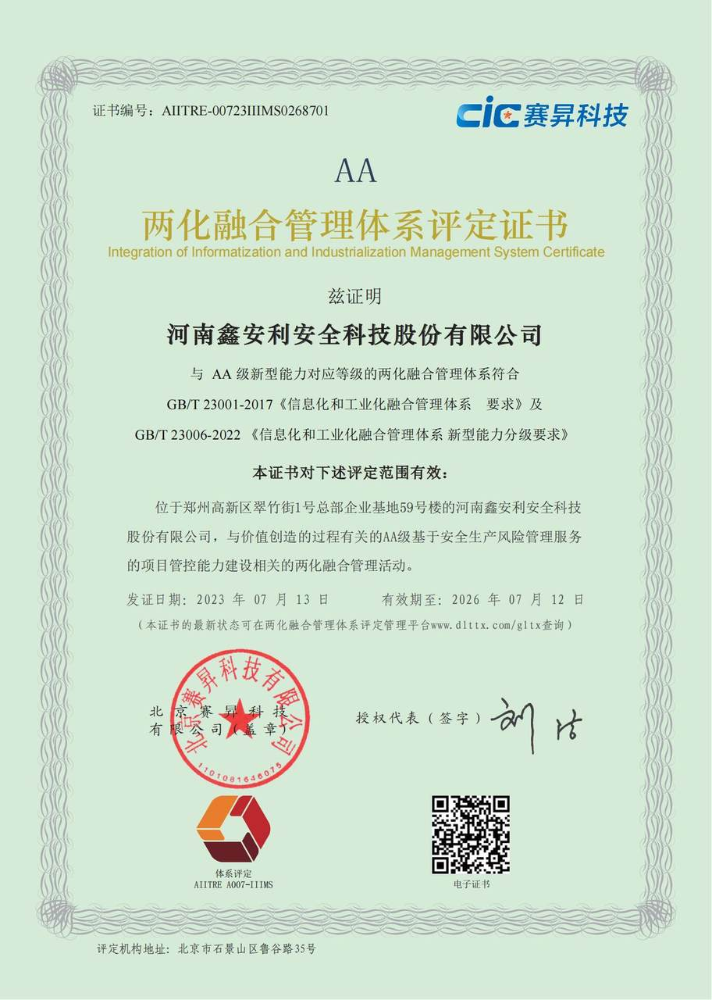 证书编号：AIITRE-00723IIIMS0268701
CIC赛昇科技
AA
两化融合管理体系评定证书
Integration of Informatization and Industrialization Management System Certificate
兹证明
河南鑫安利安全科技股份有限公司
与 AA 级新型能力对应等级的两化融合管理体系符合
GB/T 23001-2017《信息化和工业化融合管理体系　要求》及
GB/T 23006-2022 《信息化和工业化融合管理体系 新型能力分级要求》
本证书对下述评定范围有效：
位于郑州高新区翠竹街1号总部企业基地59号楼的河南鑫安利安全科技
股份有限公司，与价值创造的过程有关的AA级基于安全生产风险管理服务
的项目管控能力建设相关的两化融合管理活动。
发证日期: 2023 年 07 月 13 日　有效期至: 2026 年 07 月 12 日
（本证书的最新状态可在两化融合管理体系评定管理平台www.dlttx.com/gltx查询）
北京赛昇科技有限公司
1101081646075
北京赛昇科技
有限公司（盖章）
授权代表（签字）刘
体系评定
AIITRE A007-IIIMS
电子证书
评定机构地址: 北京市石景山区鲁谷路35号